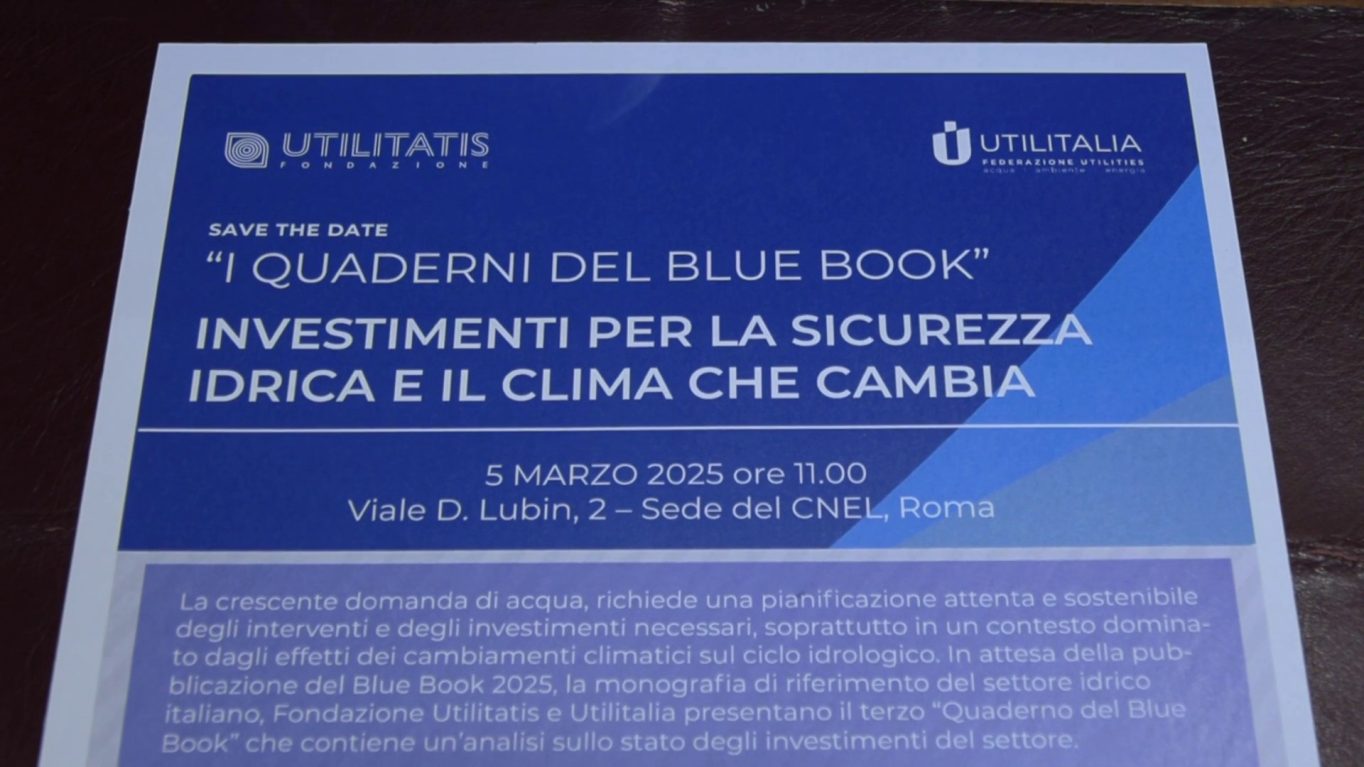 UTILITATIS
FONDAZIONE
UTILITALIA
FEDERAZIONE UTILITIES
acqua ambiente energia
SAVE THE DATE
“I QUADERNI DEL BLUE BOOK”
INVESTIMENTI PER LA SICUREZZA
IDRICA E IL CLIMA CHE CAMBIA
5 MARZO 2025 ore 11.00
Viale D. Lubin, 2 – Sede del CNEL, Roma
La crescente domanda di acqua, richiede una pianificazione attenta e sostenibile
degli interventi e degli investimenti necessari, soprattutto in un contesto domina-
to dagli effetti dei cambiamenti climatici sul ciclo idrologico. In attesa della pub-
blicazione del Blue Book 2025, la monografia di riferimento del settore idrico
italiano, Fondazione Utilitatis e Utilitalia presentano il terzo “Quaderno del Blue
Book” che contiene un’analisi sullo stato degli investimenti del settore.